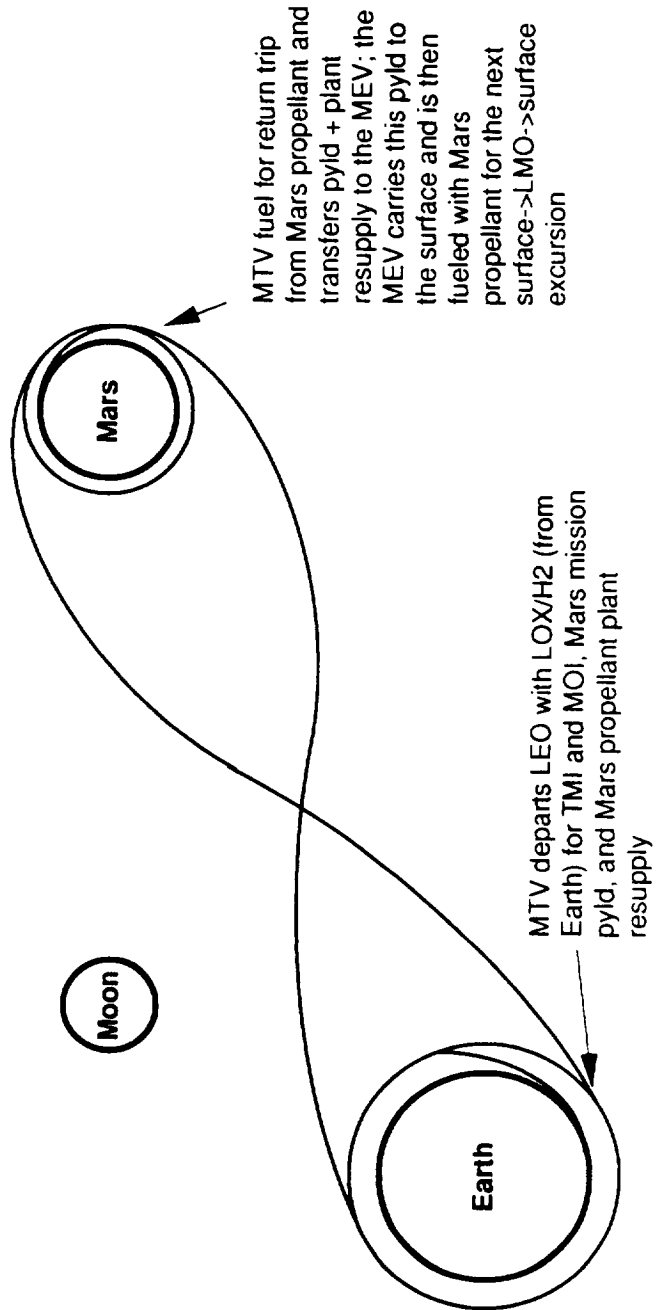 MTV fuel for return trip
from Mars propellant and
transfers pyld + plant
resupply to the MEV; the
MEV carries this pyld to
the surface and is then
fueled with Mars
propellant for the next
surface->LMO->surface
excursion
Mars
Moon
Earth
MTV departs LEO with LOX/H2 (from
Earth) for TMI and MOI, Mars mission
pyld, and Mars propellant plant
resupply